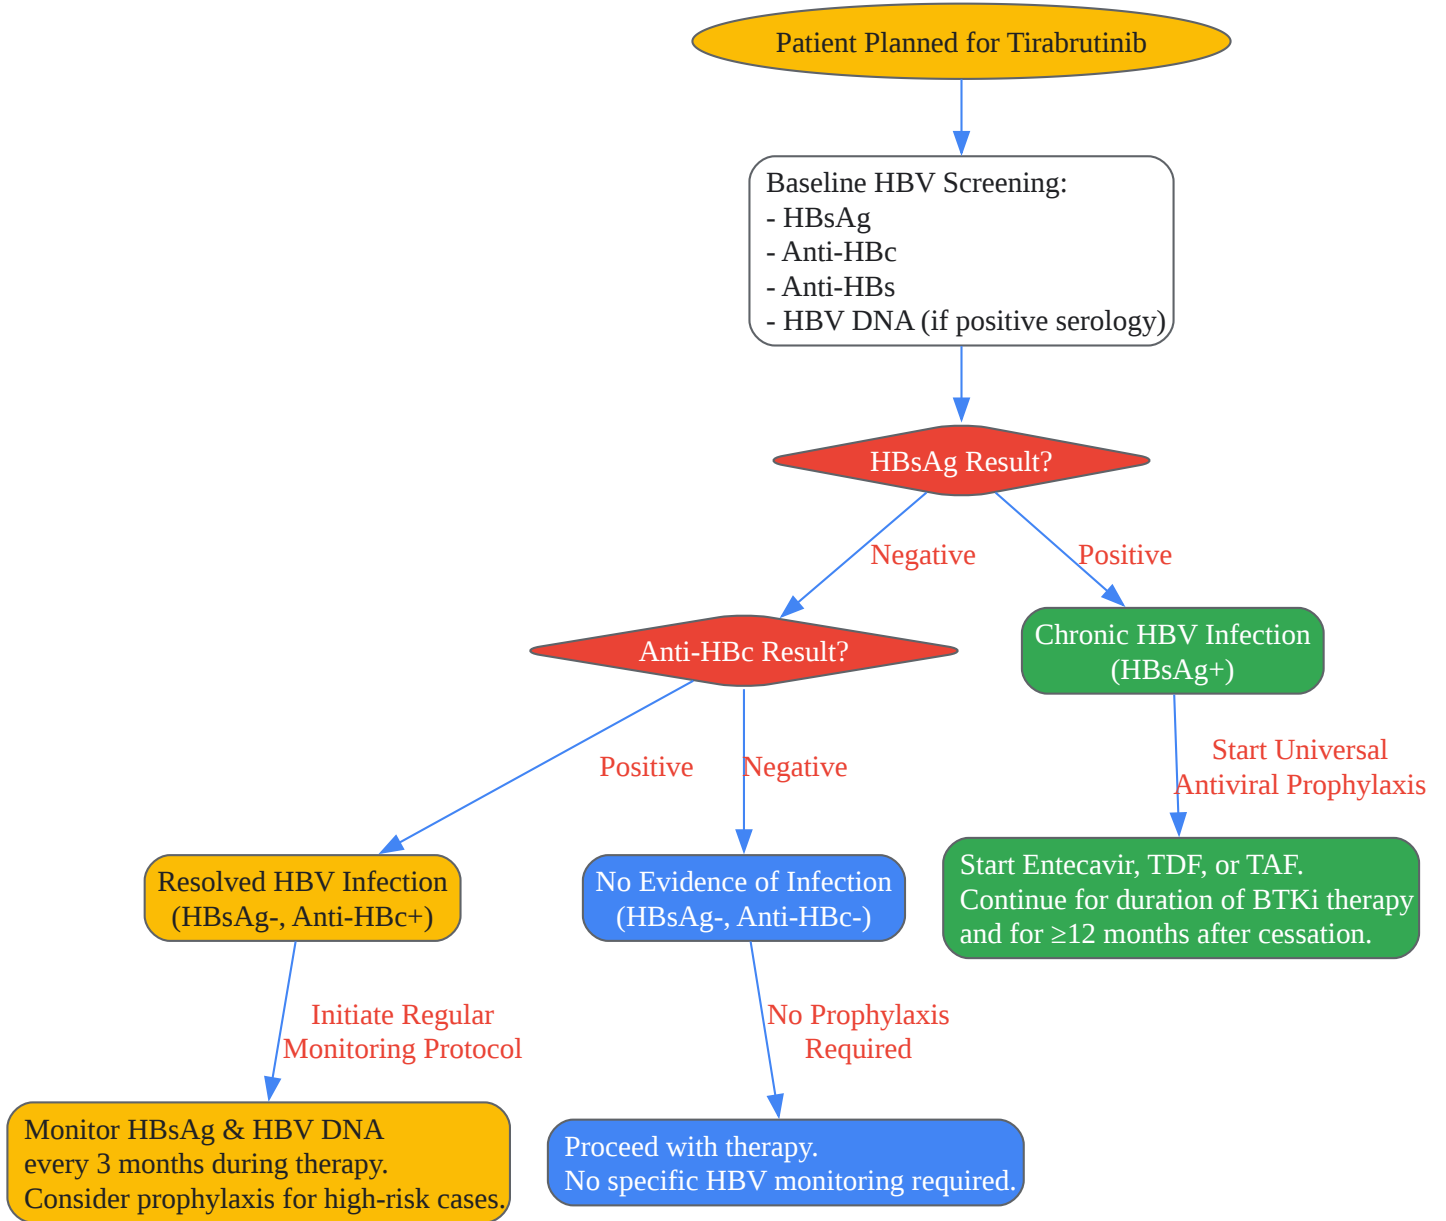 Patient Planned for Tirabrutinib
Baseline HBV Screening:
- HBsAg
- Anti-HBc
- Anti-HBs
- HBV DNA (if positive serology)
HBsAg Result?
Negative
Positive
Anti-HBc Result?
Chronic HBV Infection
(HBsAg+)
Positive
Negative
Start Universal
Antiviral Prophylaxis
Resolved HBV Infection
(HBsAg-, Anti-HBc+)
No Evidence of Infection
(HBsAg-, Anti-HBc-)
Start Entecavir, TDF, or TAF.
Continue for duration of BTKi therapy
and for ≥12 months after cessation.
Initiate Regular
Monitoring Protocol
No Prophylaxis
Required
Monitor HBsAg & HBV DNA
every 3 months during therapy.
Consider prophylaxis for high-risk cases.
Proceed with therapy.
No specific HBV monitoring required.